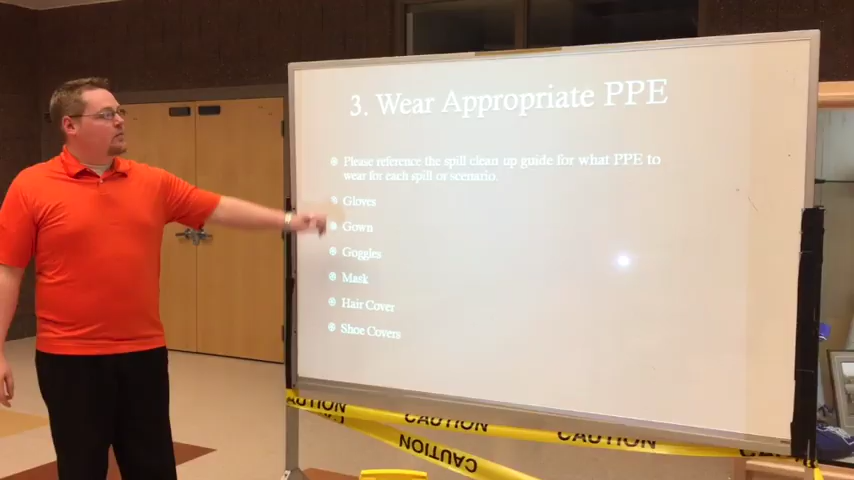 3. Wear Appropriate PPE
Please reference the spill clean up guide for what PPE to
wear for each spill or scenario.
Gloves
Gown
Goggles
Mask
Hair Cover
Shoe Covers
CAUTION CAUTION CAUTION
CAUTION